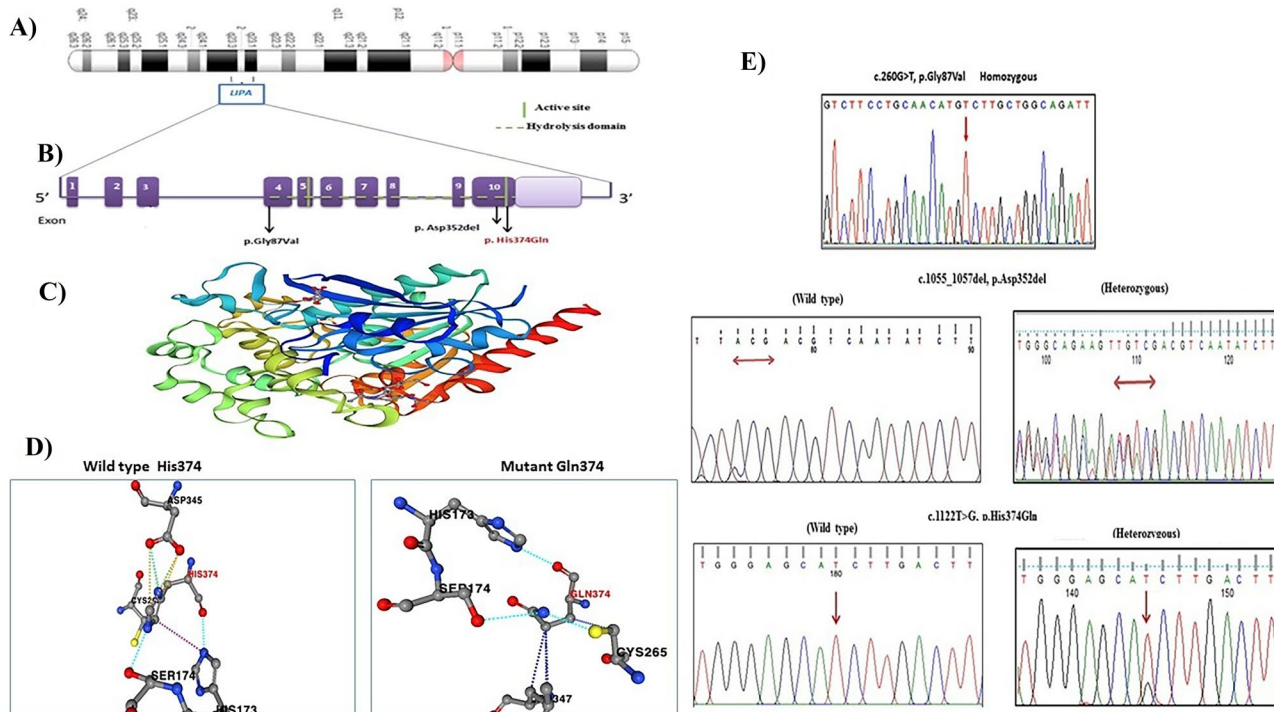 A)
LIPA
Active site
Hydrolysis domain
B)
5' 1 2 3 4 5 6 7 8 9 10 3'
Exon
p.Gly87Val
p. Asp352del
p. His374Gln
C)
D)
Wild type His374
ASP345
HIS374
SER174
HIS173
Mutant Gln374
HIS173
SER174
GLN374
CYS265
347
E)
c.260G>T, p.Gly87Val Homozygous
GTCTTCCTGCAACATGTCTTGCTGGCAGATT
c.1055_1057del, p.Asp352del
(Wild type)
T T A C G A C G T C A A T A T C T T
80 90
(Heterozygous)
TGGGCAGAAGTTGTCGACGTCAATATCTT
100 110 120
c.1122T>G, p.His374Gln
(Wild type)
T G G G A G C A T C T T G A C T T
180
(Heterozygous)
T G G G A G C A T C T T G A C T T
140 150